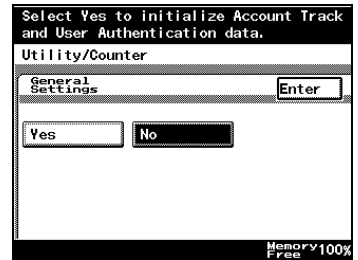 Select Yes to initialize Account Track
and User Authentication data.
Utility/Counter
General
Settings
Enter
Yes
No
Memory
Free 100%